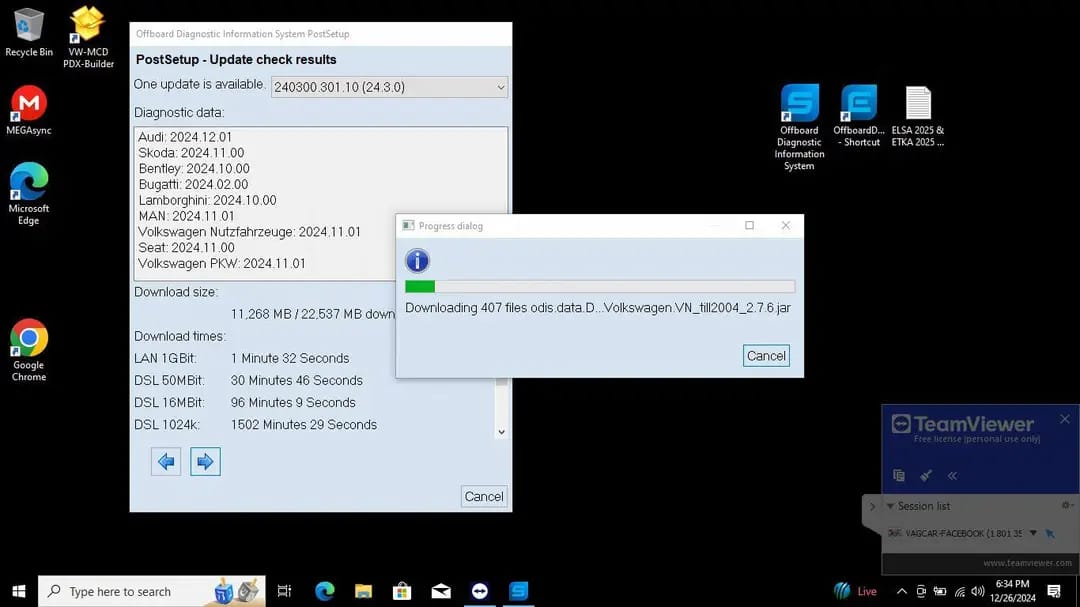 Recycle Bin
VW-MCD
PDX-Builder
MEGAsync
Microsoft
Edge
Google
Chrome
Offboard Diagnostic Information System PostSetup
PostSetup - Update check results
One update is available. 240300.301.10 (24.3.0)
Diagnostic data:
Audi: 2024.12.01
Skoda: 2024.11.00
Bentley: 2024.10.00
Bugatti: 2024.02.00
Lamborghini: 2024.10.00
MAN: 2024.11.01
Volkswagen Nutzfahrzeuge: 2024.11.01
Seat: 2024.11.00
Volkswagen PKW: 2024.11.01
Download size:
11,268 MB / 22,537 MB down
Download times:
LAN 1GBit: 1 Minute 32 Seconds
DSL 50MBit: 30 Minutes 46 Seconds
DSL 16MBit: 96 Minutes 9 Seconds
DSL 1024k: 1502 Minutes 29 Seconds
Cancel
Progress dialog
Downloading 407 files odis.data.D...Volkswagen.VN_till2004_2.7.6.jar
Cancel
Offboard
Diagnostic
Information
System
OffboardD...
- Shortcut
ELSA 2025 &
ETKA 2025 ...
TeamViewer
Free license (personal use only)
Session list
VAGCAR-FACEBOOK (1 801 35
www.teamviewer.com
Type here to search
Live
6:34 PM
12/26/2024